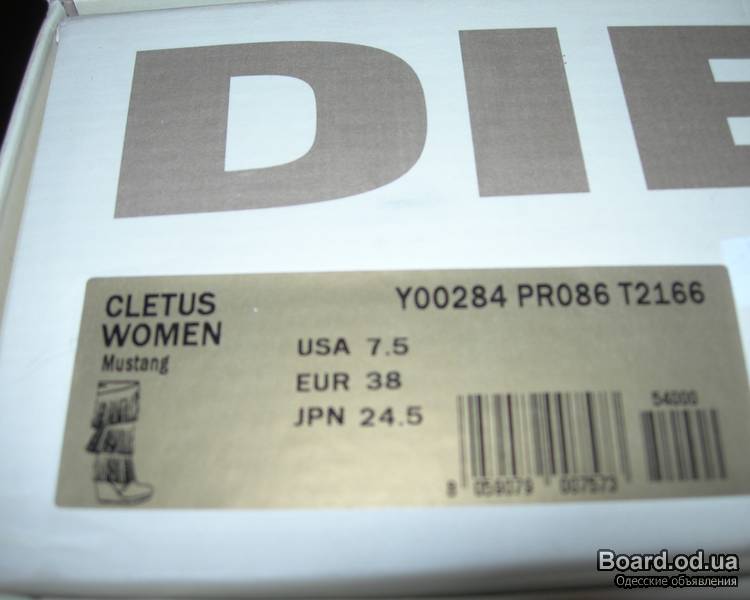 DIE
CLETUS
WOMEN
Mustang
Y00284 PR086 T2166
USA 7.5
EUR 38
JPN 24.5
54000
8 059079 007573
Board.od.ua
Одесские объявления